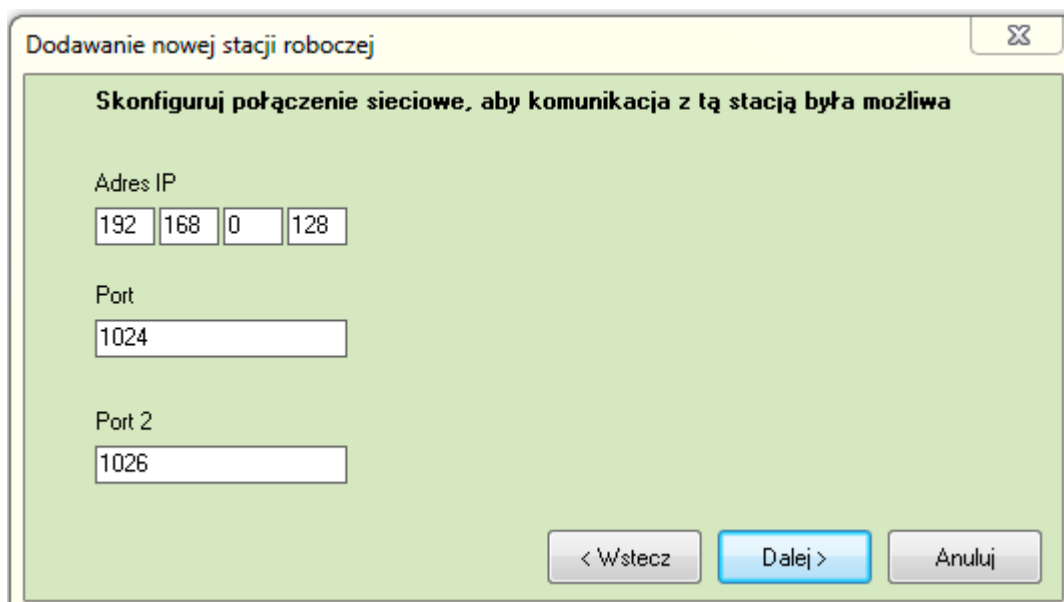 Dodawanie nowej stacji roboczej
Skonfiguruj połączenie sieciowe, aby komunikacja z tą stacją była możliwa
Adres IP
192 168 0 128
Port
1024
Port 2
1026
< Wstecz Dalej > Anuluj